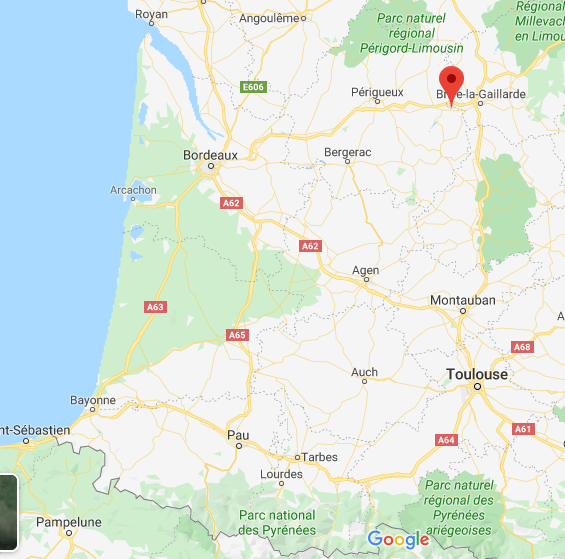 Royan
Angoulême
Parc naturel
régional
Périgord-Limousin
Régional
Millevach
en Limou
E606
Périgueux
Brive-la-Gaillarde
Bergerac
Bordeaux
Arcachon
A62
A62
Agen
A63
Montauban
A65
A68
Auch
Toulouse
Bayonne
nt-Sébastien
A61
Pau
A64
Tarbes
Lourdes
Parc naturel
régional des
Pyrénées
ariégeoises
Parc national
des Pyrénées
Pampelune
Google